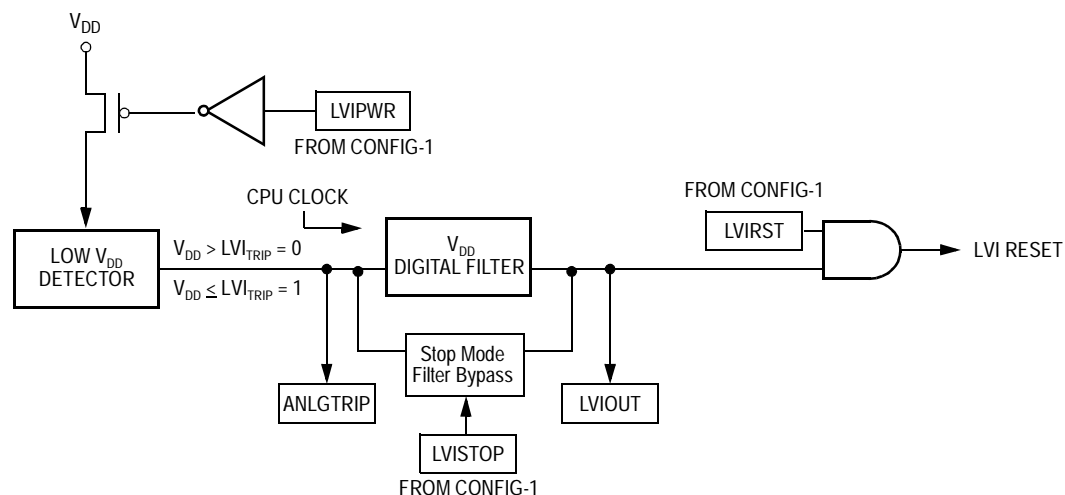 VDD
LVIPWR
FROM CONFIG-1
FROM CONFIG-1
CPU CLOCK
LVIRST
LOW VDD
DETECTOR
VDD > LVITRIP = 0
VDD ≤ LVITRIP = 1
VDD
DIGITAL FILTER
LVI RESET
Stop Mode
Filter Bypass
ANLGTRIP
LVIOUT
LVISTOP
FROM CONFIG-1